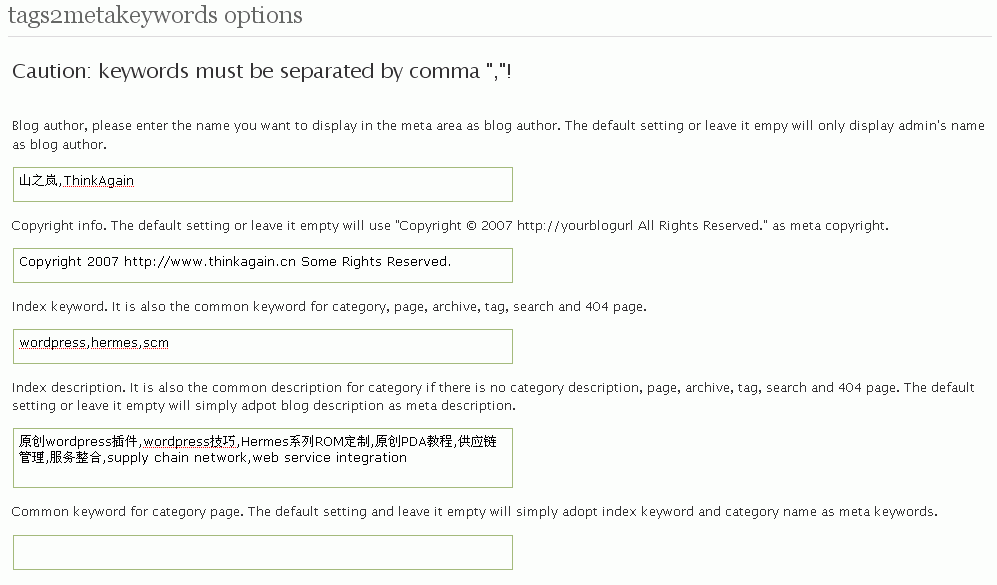 tags2metakeywords options
Caution: keywords must be separated by comma ","!
Blog author, please enter the name you want to display in the meta area as blog author. The default setting or leave it empy will only display admin's name
as blog author.
山之岚,ThinkAgain
Copyright info. The default setting or leave it empty will use "Copyright © 2007 http://yourblogurl All Rights Reserved." as meta copyright.
Copyright 2007 http://www.thinkagain.cn Some Rights Reserved.
Index keyword. It is also the common keyword for category, page, archive, tag, search and 404 page.
wordpress,hermes,scm
Index description. It is also the common description for category if there is no category description, page, archive, tag, search and 404 page. The default
setting or leave it empty will simply adpot blog description as meta description.
原创wordpress插件,wordpress技巧,Hermes系列ROM定制,原创PDA教程,供应链
管理,服务整合,supply chain network,web service integration
Common keyword for category page. The default setting and leave it empty will simply adopt index keyword and category name as meta keywords.